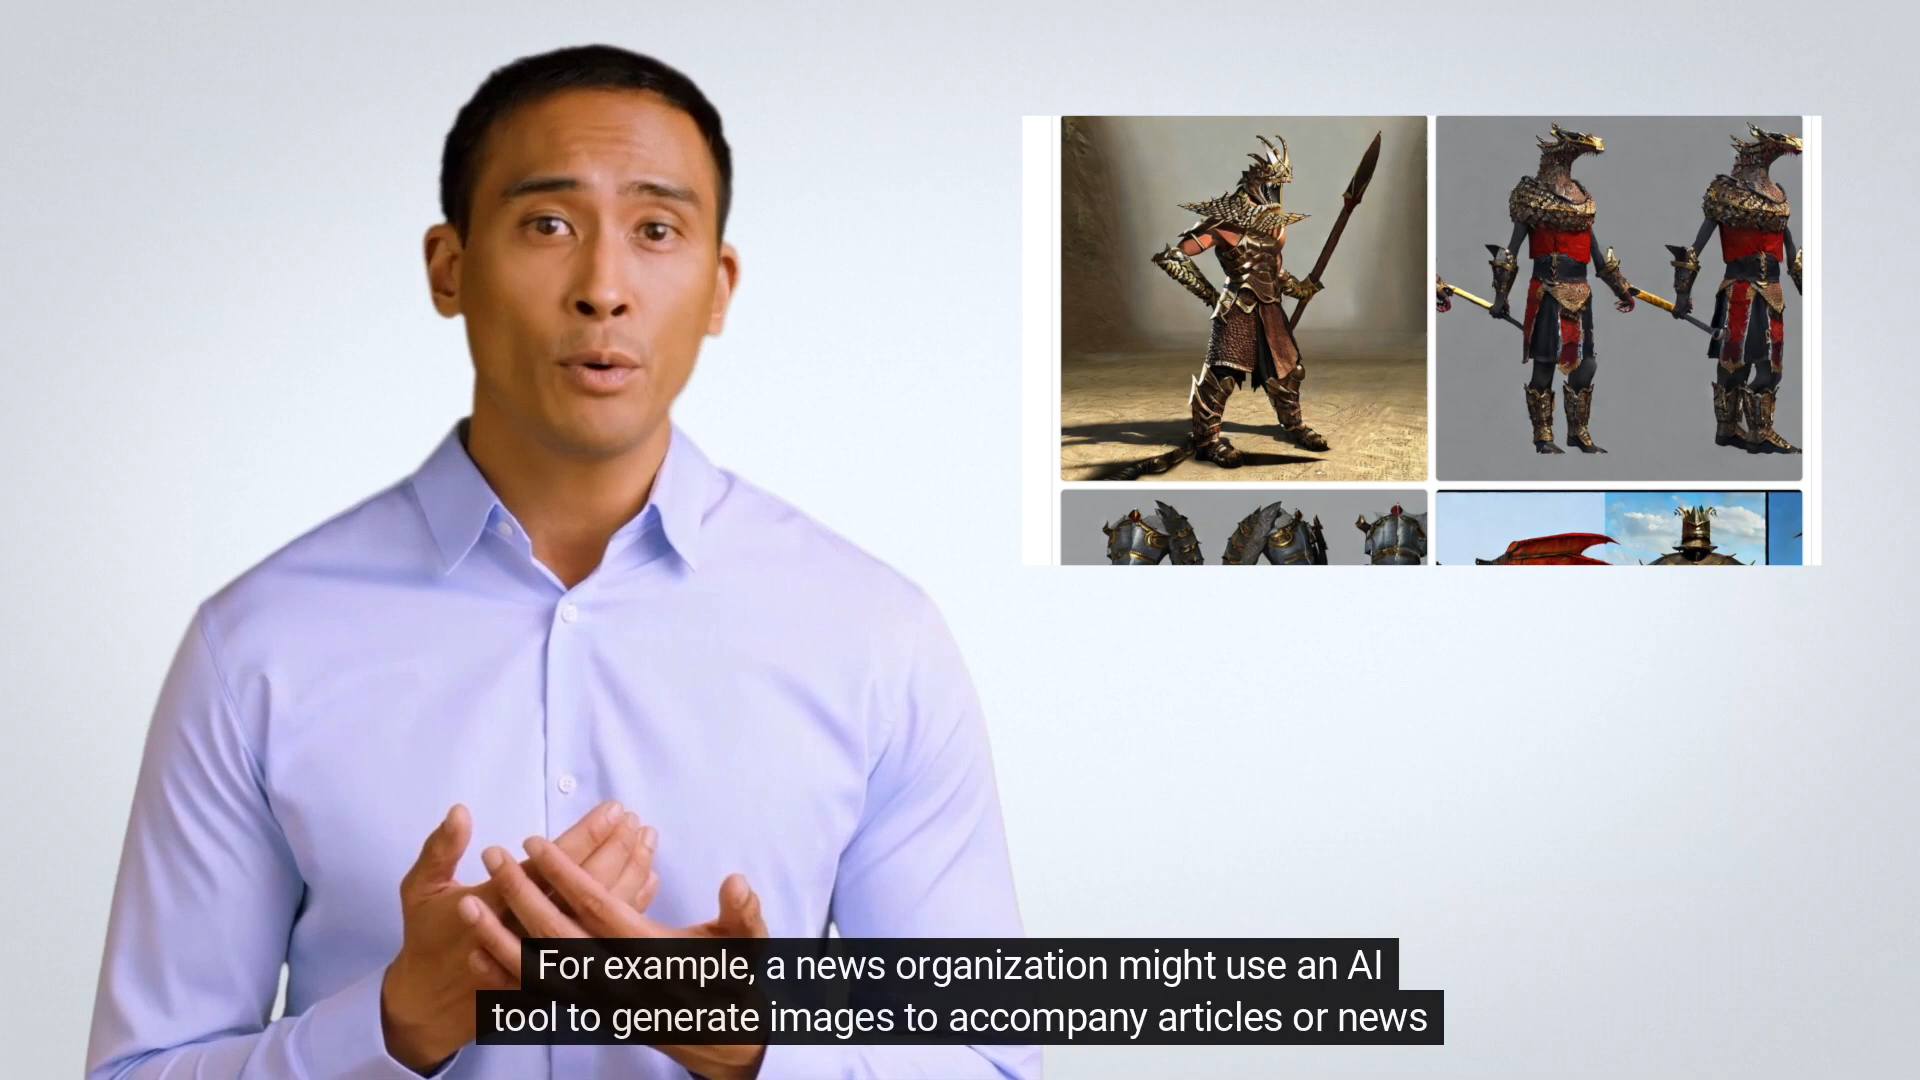 For example, a news organization might use an AI
tool to generate images to accompany articles or news